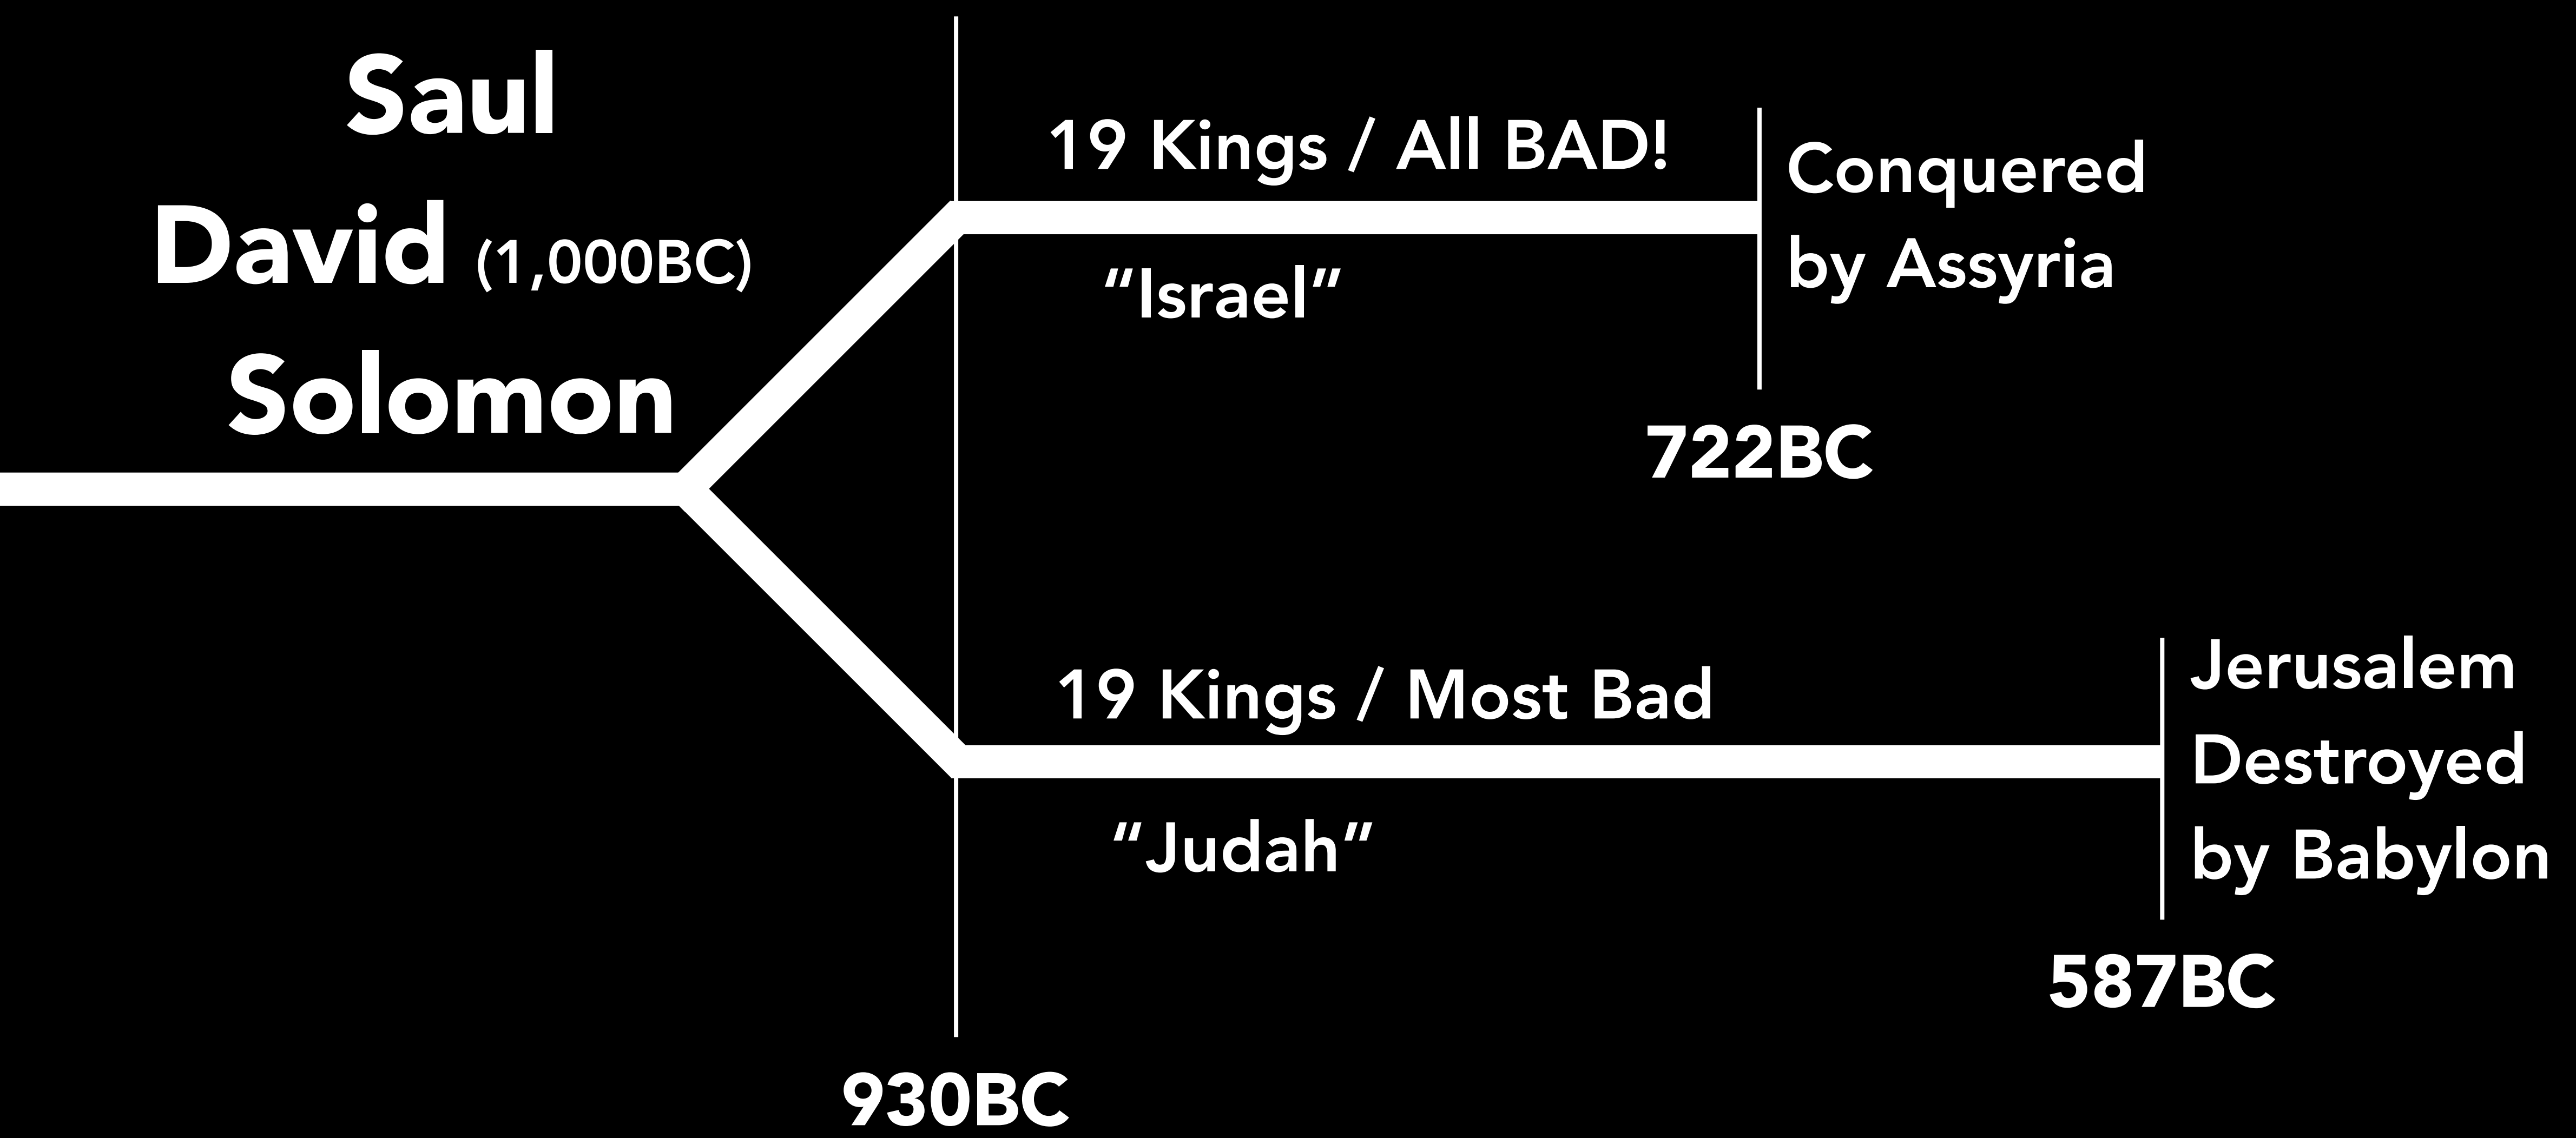 Saul
David (1,000BC)
Solomon
19 Kings / All BAD!
"Israel"
Conquered
by Assyria
722BC
19 Kings / Most Bad
"Judah"
Jerusalem
Destroyed
by Babylon
587BC
930BC